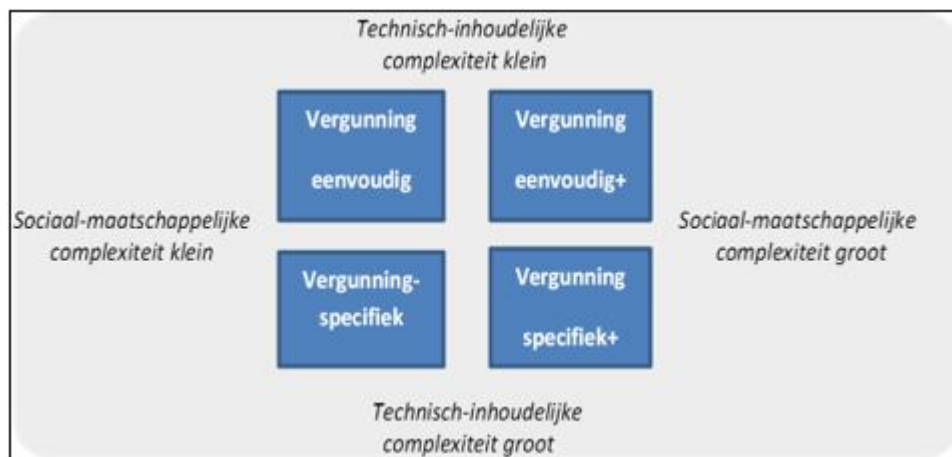 Technisch-inhoudelijke
complexiteit klein
Vergunning
eenvoudig
Vergunning
eenvoudig+
Sociaal-maatschappelijke
complexiteit klein
Sociaal-maatschappelijke
complexiteit groot
Vergunning-
specifiek
Vergunning
specifiek+
Technisch-inhoudelijke
complexiteit groot